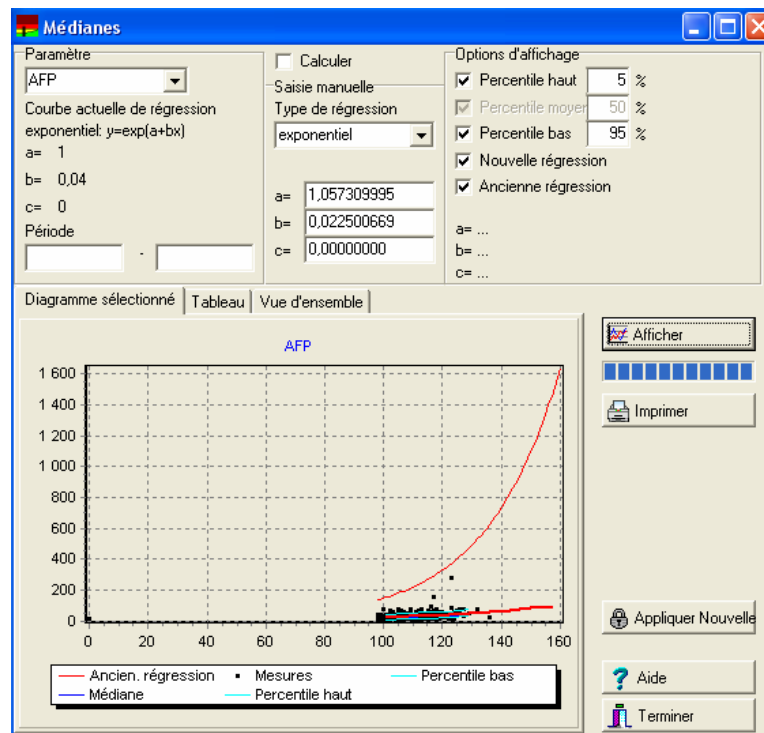 Médianes
Paramètre
AFP
Courbe actuelle de régression
exponentiel: y=exp(a+bx)
a= 1
b= 0,04
c= 0
Période
-
Calculer
Saisie manuelle
Type de régression
exponentiel
a= 1,057309995
b= 0,022500669
c= 0,00000000
Options d'affichage
Percentile haut 5 %
Percentile moyer 50 %
Percentile bas 95 %
Nouvelle régression
Ancienne régression
a= ...
b= ...
c= ...
Diagramme sélectionné Tableau Vue d'ensemble
AFP
1 600
1 400
1 200
1 000
800
600
400
200
0
0 20 40 60 80 100 120 140 160
Ancien. régression Mesures Percentile bas
Médiane Percentile haut
Afficher
Imprimer
Appliquer Nouvelle
Aide
Terminer